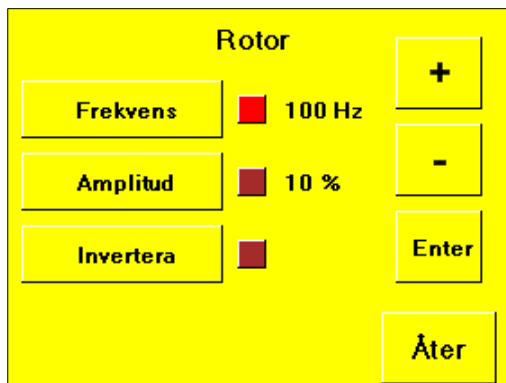 Rotor
+
Frekvens 100 Hz
-
Amplitud 10 %
Invertera
Enter
Åter